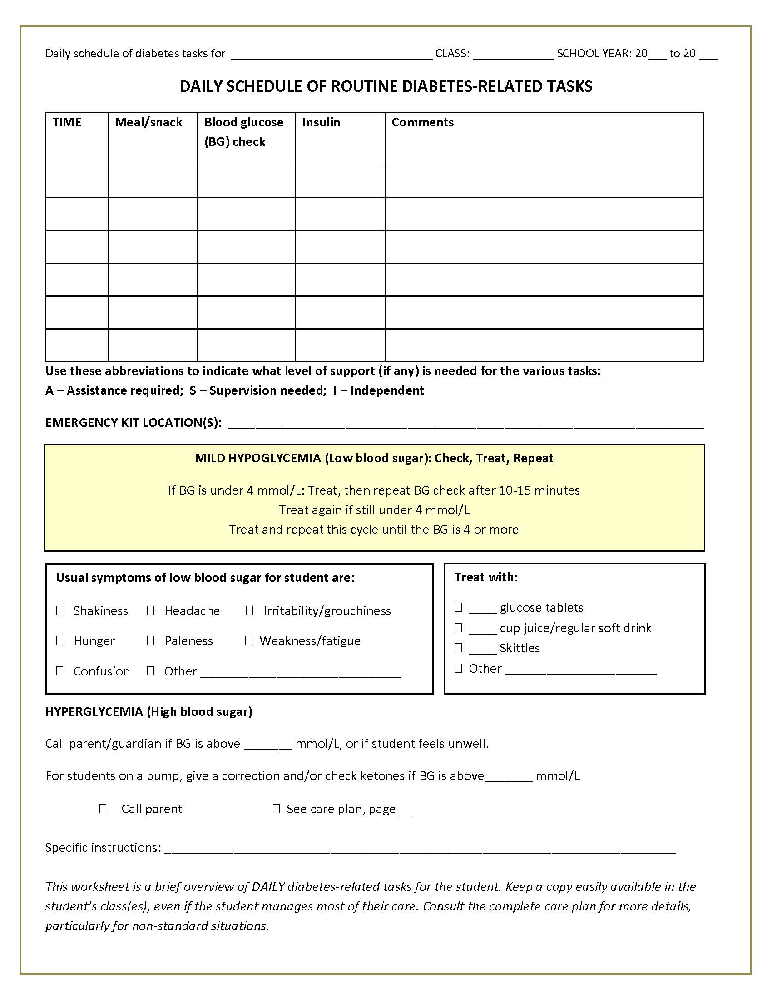 Daily schedule of diabetes tasks for ______________________________ CLASS: ____________ SCHOOL YEAR: 20___ to 20 ___
DAILY SCHEDULE OF ROUTINE DIABETES-RELATED TASKS
TIME Meal/snack Blood glucose (BG) check Insulin Comments
Use these abbreviations to indicate what level of support (if any) is needed for the various tasks:
A – Assistance required; S – Supervision needed; I – Independent
EMERGENCY KIT LOCATION(S): ______________________________________________________________________
MILD HYPOGLYCEMIA (Low blood sugar): Check, Treat, Repeat
If BG is under 4 mmol/L: Treat, then repeat BG check after 10-15 minutes
Treat again if still under 4 mmol/L
Treat and repeat this cycle until the BG is 4 or more
Usual symptoms of low blood sugar for student are:
☐ Shakiness ☐ Headache ☐ Irritability/grouchiness
☐ Hunger ☐ Paleness ☐ Weakness/fatigue
☐ Confusion ☐ Other _____________________________
Treat with:
☐ ____ glucose tablets
☐ ____ cup juice/regular soft drink
☐ ____ Skittles
☐ Other ______________________
HYPERGLYCEMIA (High blood sugar)
Call parent/guardian if BG is above _______ mmol/L, or if student feels unwell.
For students on a pump, give a correction and/or check ketones if BG is above_______ mmol/L
☐ Call parent ☐ See care plan, page ___
Specific instructions: __________________________________________________________________________
This worksheet is a brief overview of DAILY diabetes-related tasks for the student. Keep a copy easily available in the
student’s class(es), even if the student manages most of their care. Consult the complete care plan for more details,
particularly for non-standard situations.